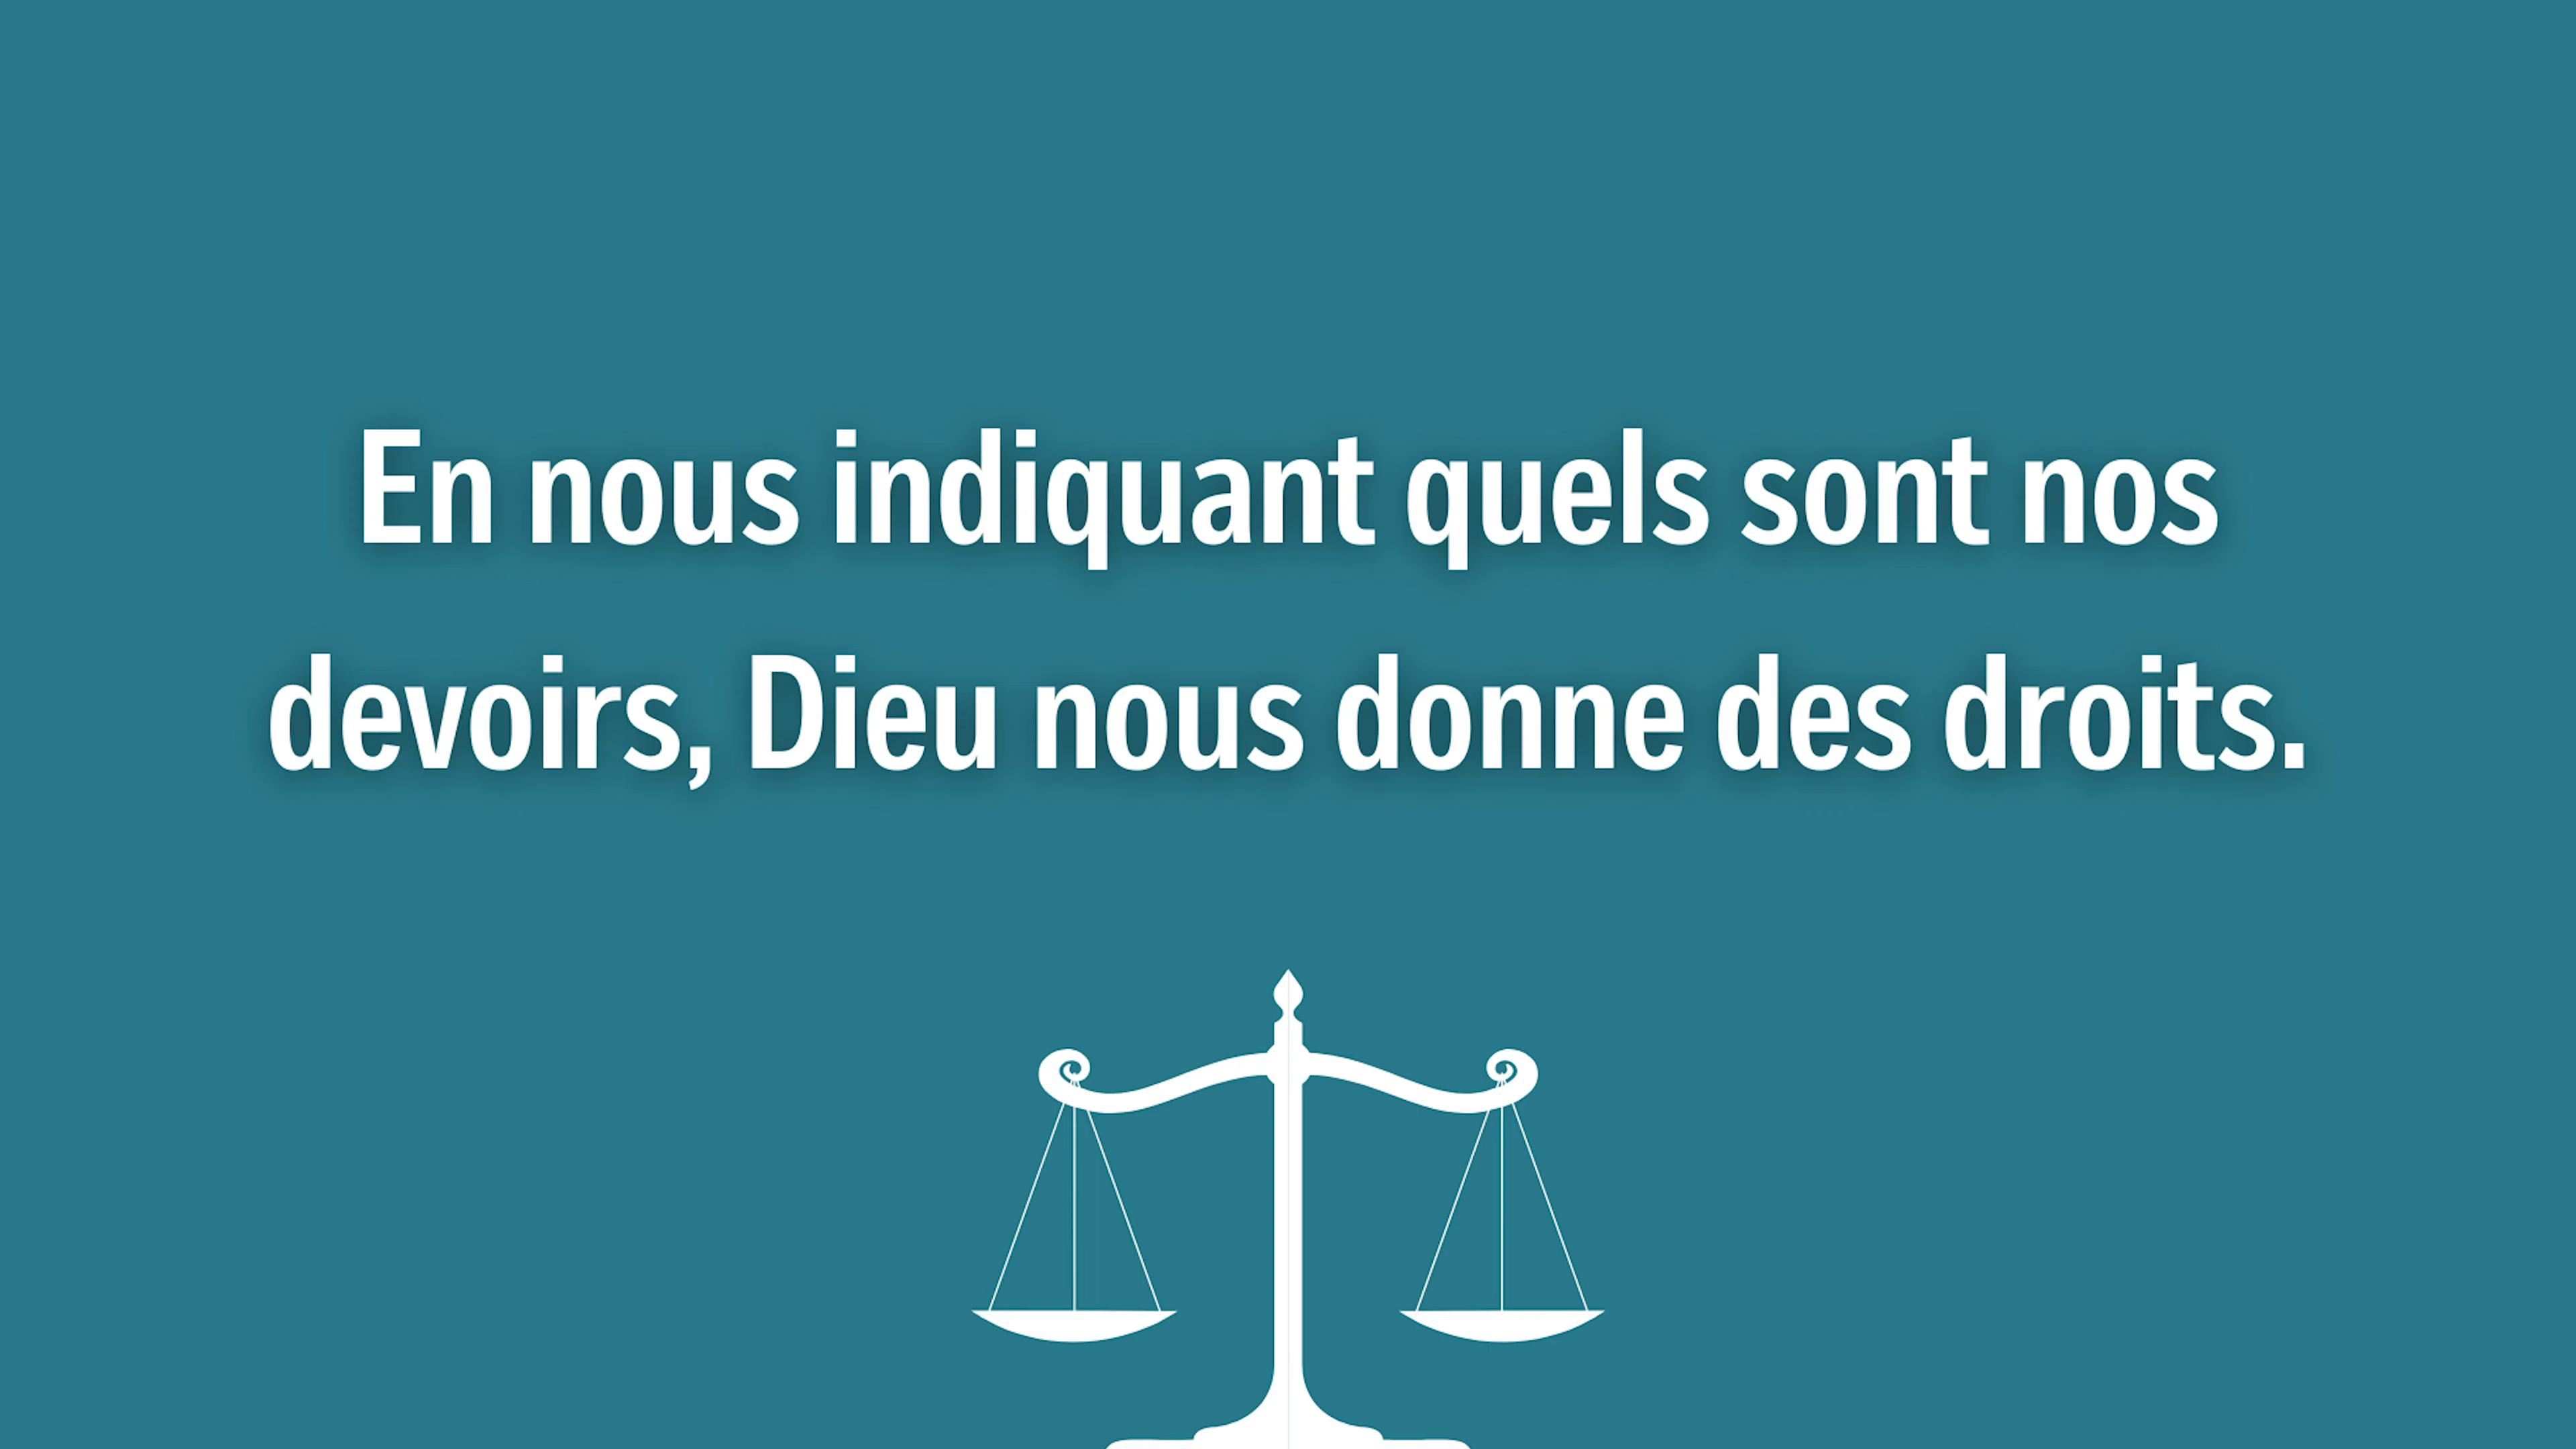 En nous indiquant quels sont nos
devoirs, Dieu nous donne des droits.